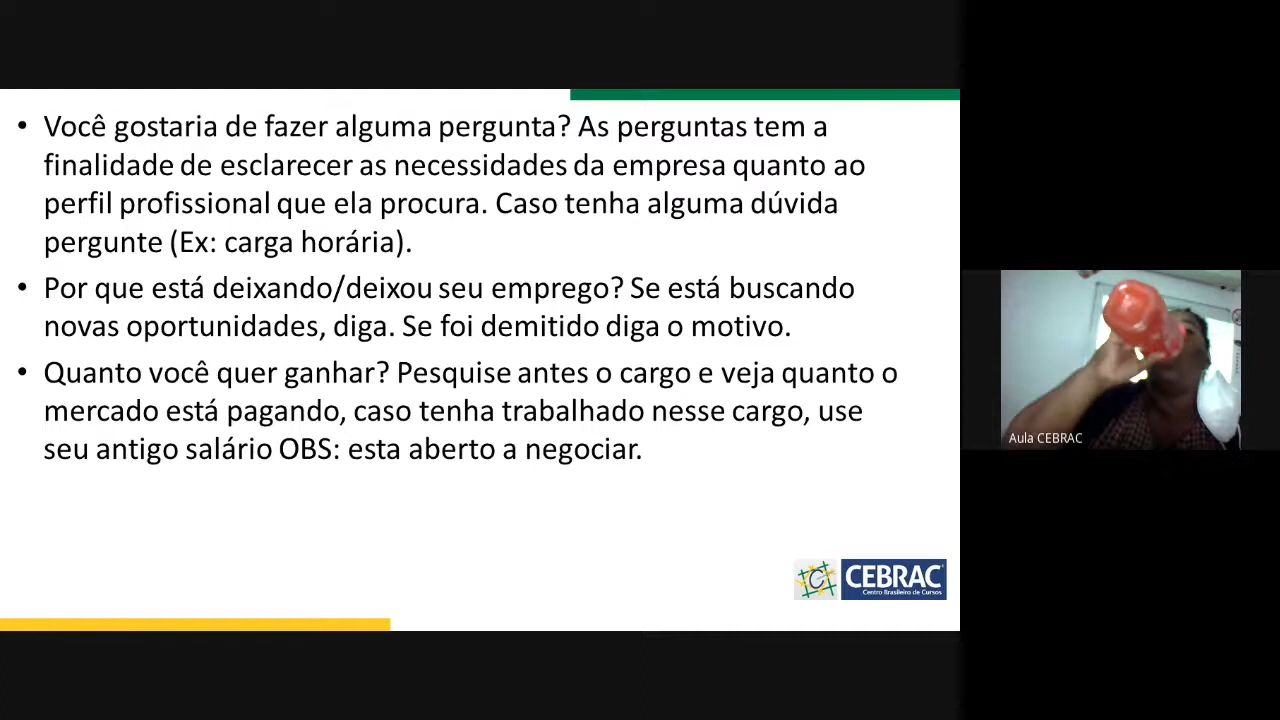 • Você gostaria de fazer alguma pergunta? As perguntas tem a
finalidade de esclarecer as necessidades da empresa quanto ao
perfil profissional que ela procura. Caso tenha alguma dúvida
pergunte (Ex: carga horária).
• Por que está deixando/deixou seu emprego? Se está buscando
novas oportunidades, diga. Se foi demitido diga o motivo.
• Quanto você quer ganhar? Pesquise antes o cargo e veja quanto o
mercado está pagando, caso tenha trabalhado nesse cargo, use
seu antigo salário OBS: esta aberto a negociar.
Aula CEBRAC
C CEBRAC
Centro Brasileiro de Cursos